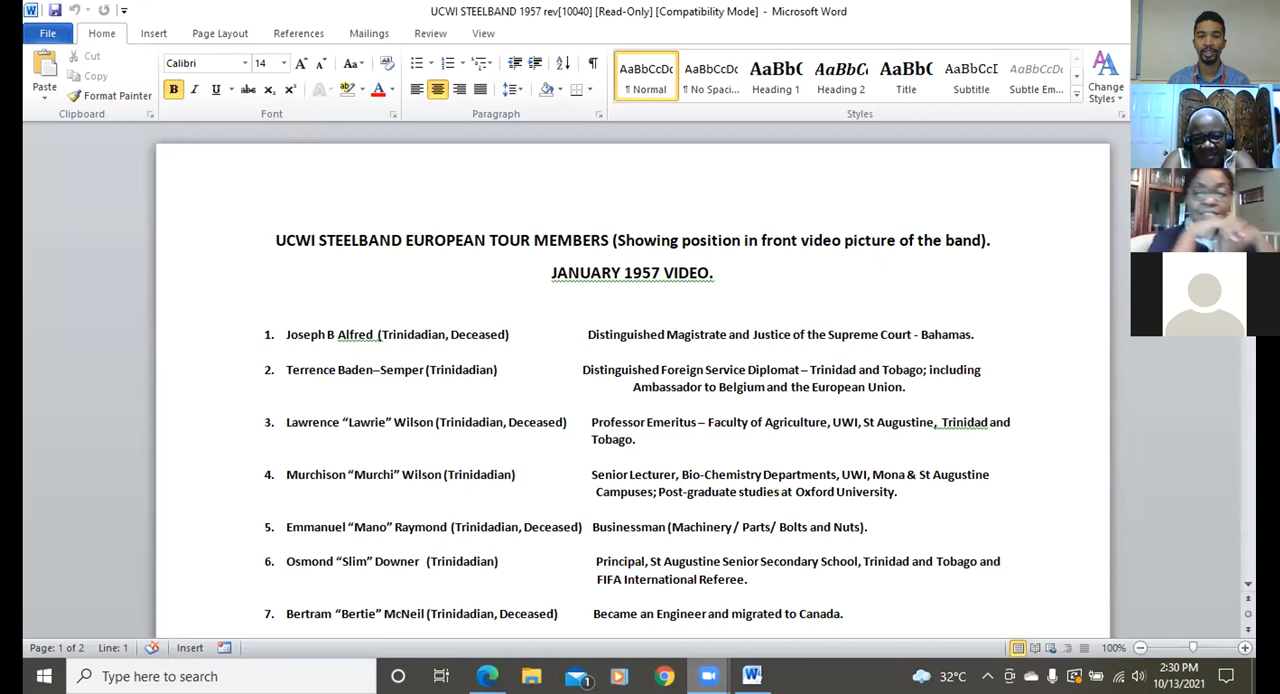 UCWI STEELBAND 1957 rev[10040] [Read-Only] [Compatibility Mode] - Microsoft Word
File Home Insert Page Layout References Mailings Review View
Cut
Copy
Format Painter
Paste
Clipboard
Calibri 14
Font
Paragraph
AaBbCcDc AaBbCcDc AaBbC AaBbCc AaBbC AaBbCcI AaBbCcDc
¶ Normal ¶ No Spaci... Heading 1 Heading 2 Title Subtitle Subtle Em...
Change
Styles
Styles
UCWI STEELBAND EUROPEAN TOUR MEMBERS (Showing position in front video picture of the band).
JANUARY 1957 VIDEO.
1. Joseph B Alfred (Trinidadian, Deceased) Distinguished Magistrate and Justice of the Supreme Court - Bahamas.
2. Terrence Baden–Semper (Trinidadian) Distinguished Foreign Service Diplomat – Trinidad and Tobago; including
Ambassador to Belgium and the European Union.
3. Lawrence “Lawrie” Wilson (Trinidadian, Deceased) Professor Emeritus – Faculty of Agriculture, UWI, St Augustine, Trinidad and
Tobago.
4. Murchison “Murchi” Wilson (Trinidadian) Senior Lecturer, Bio-Chemistry Departments, UWI, Mona & St Augustine
Campuses; Post-graduate studies at Oxford University.
5. Emmanuel “Mano” Raymond (Trinidadian, Deceased) Businessman (Machinery / Parts/ Bolts and Nuts).
6. Osmond “Slim” Downer (Trinidadian) Principal, St Augustine Senior Secondary School, Trinidad and Tobago and
FIFA International Referee.
7. Bertram “Bertie” McNeil (Trinidadian, Deceased) Became an Engineer and migrated to Canada.
Page: 1 of 2 Line: 1 Insert 100%
Type here to search
32°C
2:30 PM
10/13/2021